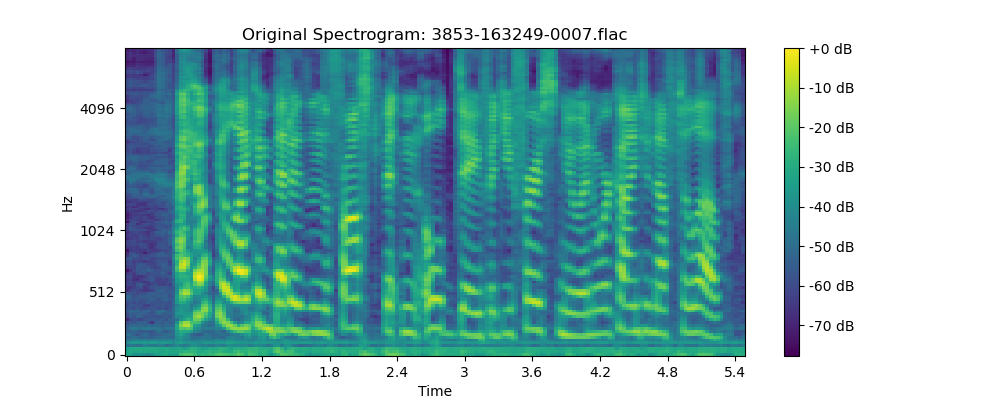 Original Spectrogram: 3853-163249-0007.flac
4096
2048
1024
512
0
Hz
0 0.6 1.2 1.8 2.4 3 3.6 4.2 4.8 5.4
Time
+0 dB
-10 dB
-20 dB
-30 dB
-40 dB
-50 dB
-60 dB
-70 dB